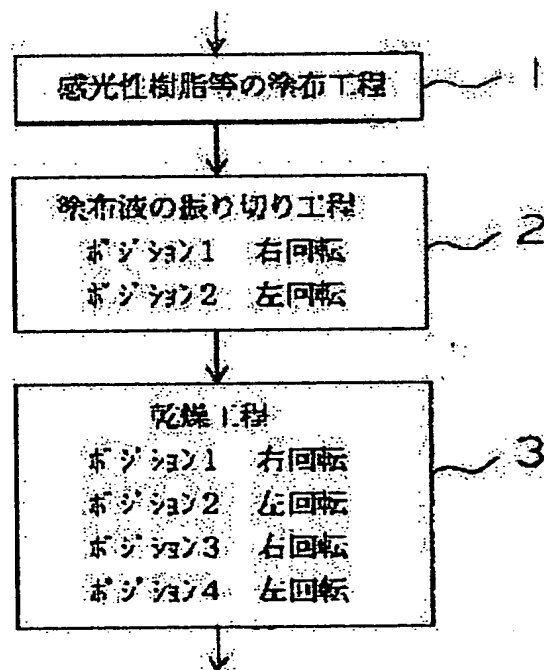 感光性樹脂等の塗布工程
1
塗布液の振り切り工程
2
ﾎﾟｼﾞｼｮﾝ1 右回転
ﾎﾟｼﾞｼｮﾝ2 左回転
乾燥工程
ﾎﾟｼﾞｼｮﾝ1 右回転
3
ﾎﾟｼﾞｼｮﾝ2 左回転
ﾎﾟｼﾞｼｮﾝ3 右回転
ﾎﾟｼﾞｼｮﾝ4 左回転